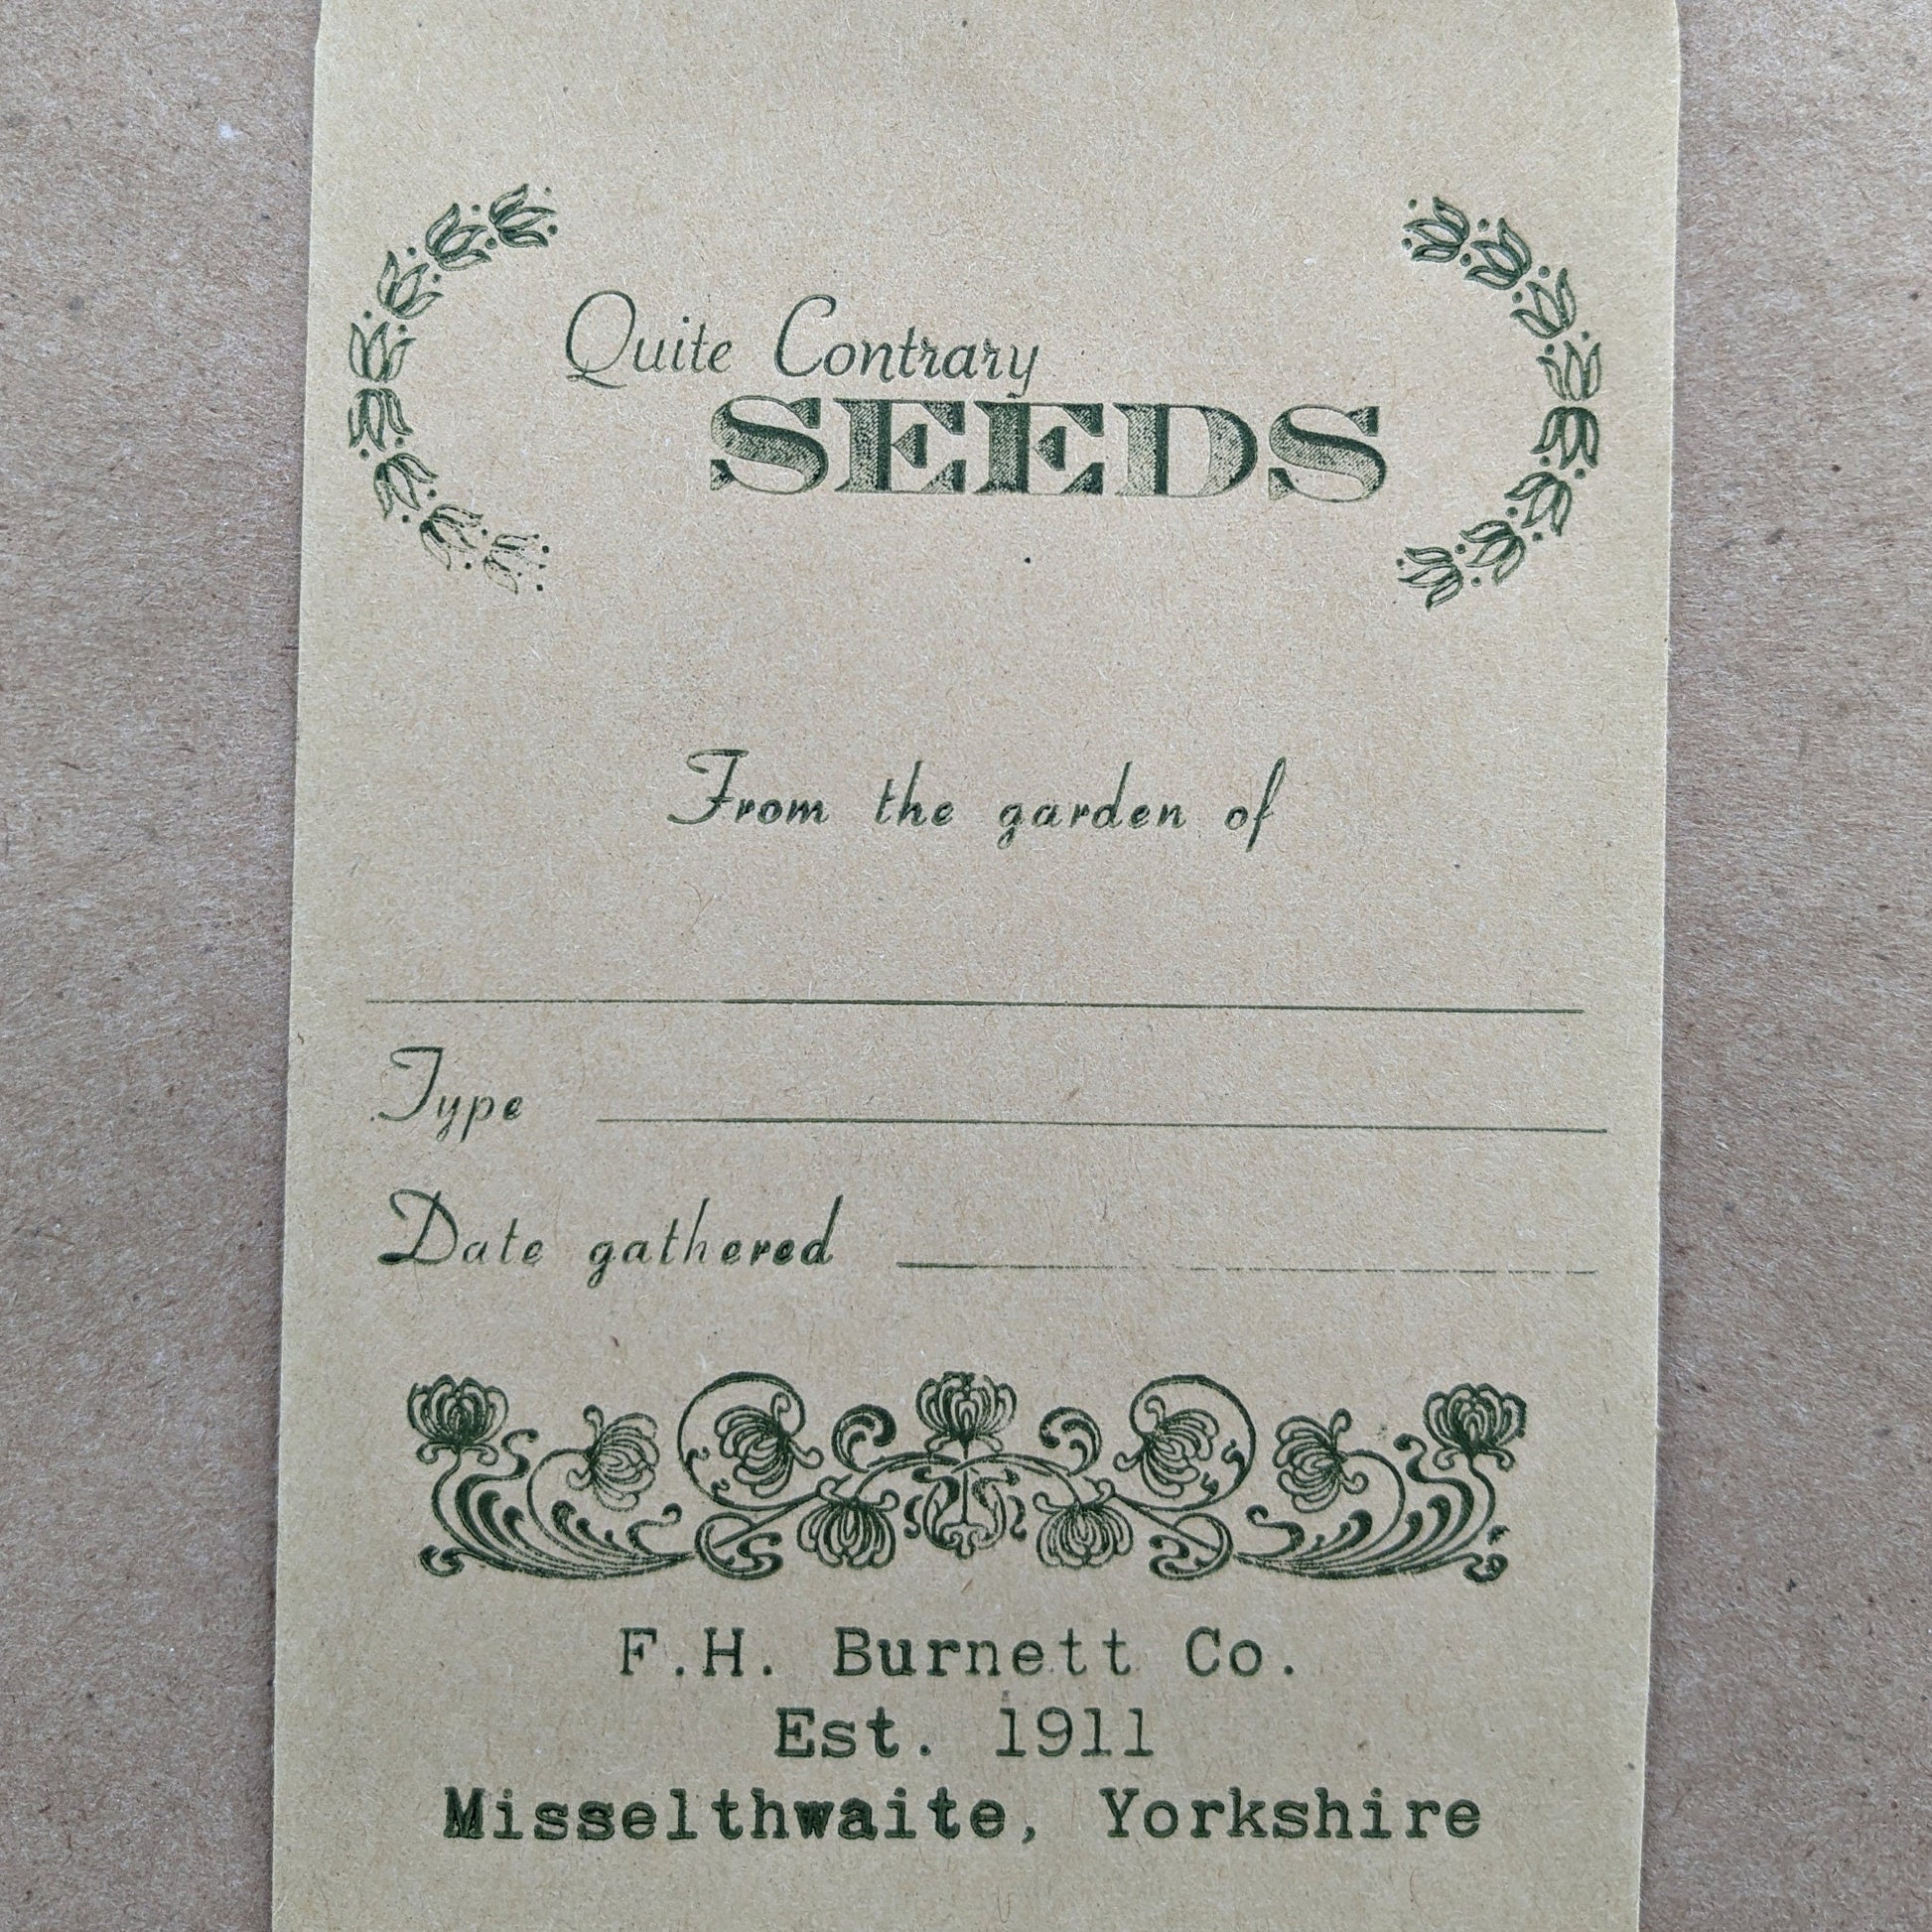 Quite Contrary
SEEDS
From the garden of
Type
Date gathered
F.H. Burnett Co.
Est. 1911
Misselthwaite, Yorkshire